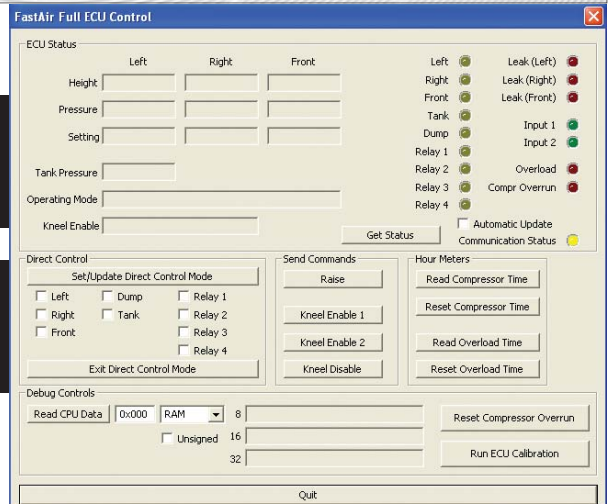 FastAir Full ECU Control
ECU Status
Left Right Front
Height
Pressure
Setting
Tank Pressure
Operating Mode
Kneel Enable
Left Leak (Left)
Right Leak (Right)
Front Leak (Front)
Tank
Input 1
Dump
Input 2
Relay 1
Relay 2 Overload
Relay 3 Compr Overrun
Relay 4
Get Status
Automatic Update
Communication Status
Direct Control
Set/Update Direct Control Mode
Left Dump Relay 1
Right Tank Relay 2
Front Relay 3
Relay 4
Exit Direct Control Mode
Send Commands
Raise
Kneel Enable 1
Kneel Enable 2
Kneel Disable
Hour Meters
Read Compressor Time
Reset Compressor Time
Read Overload Time
Reset Overload Time
Debug Controls
Read CPU Data 0x000 RAM 8
Unsigned 16
32
Reset Compressor Overrun
Run ECU Calibration
Quit